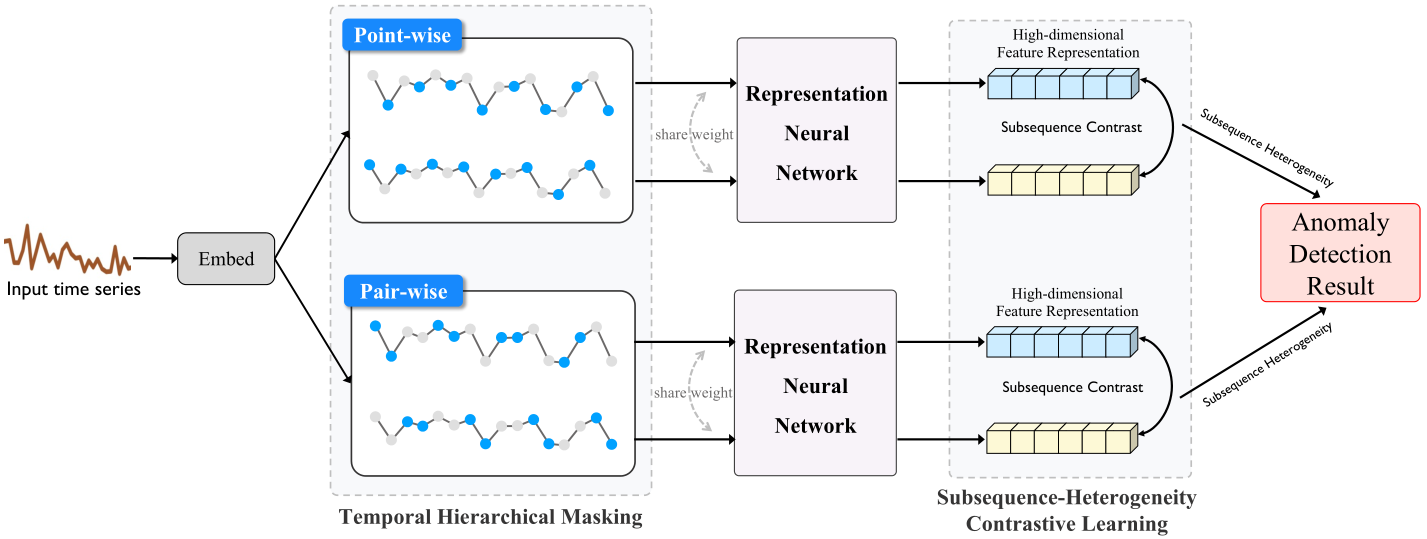 Input time series
Embed
Point-wise
share weight
Representation
Neural
Network
High-dimensional
Feature Representation
Subsequence Contrast
Subsequence Heterogeneity
Pair-wise
share weight
Representation
Neural
Network
High-dimensional
Feature Representation
Subsequence Contrast
Subsequence Heterogeneity
Anomaly
Detection
Result
Temporal Hierarchical Masking
Subsequence-Heterogeneity
Contrastive Learning